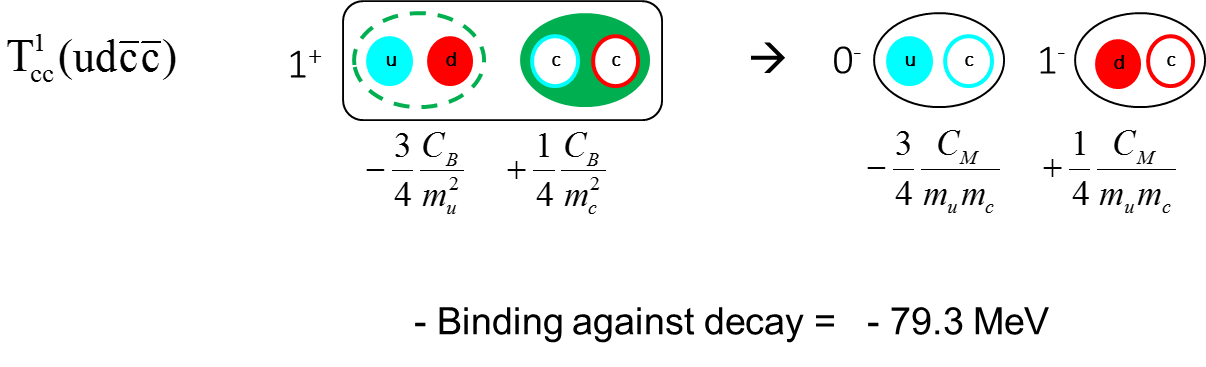 T¹cc(udc̄c̄) 1⁺ u d c c → 0⁻ u c 1⁻ d c
−3/4 C_B/m_u² +1/4 C_B/m_c² −3/4 C_M/m_u m_c +1/4 C_M/m_u m_c
- Binding against decay = - 79.3 MeV